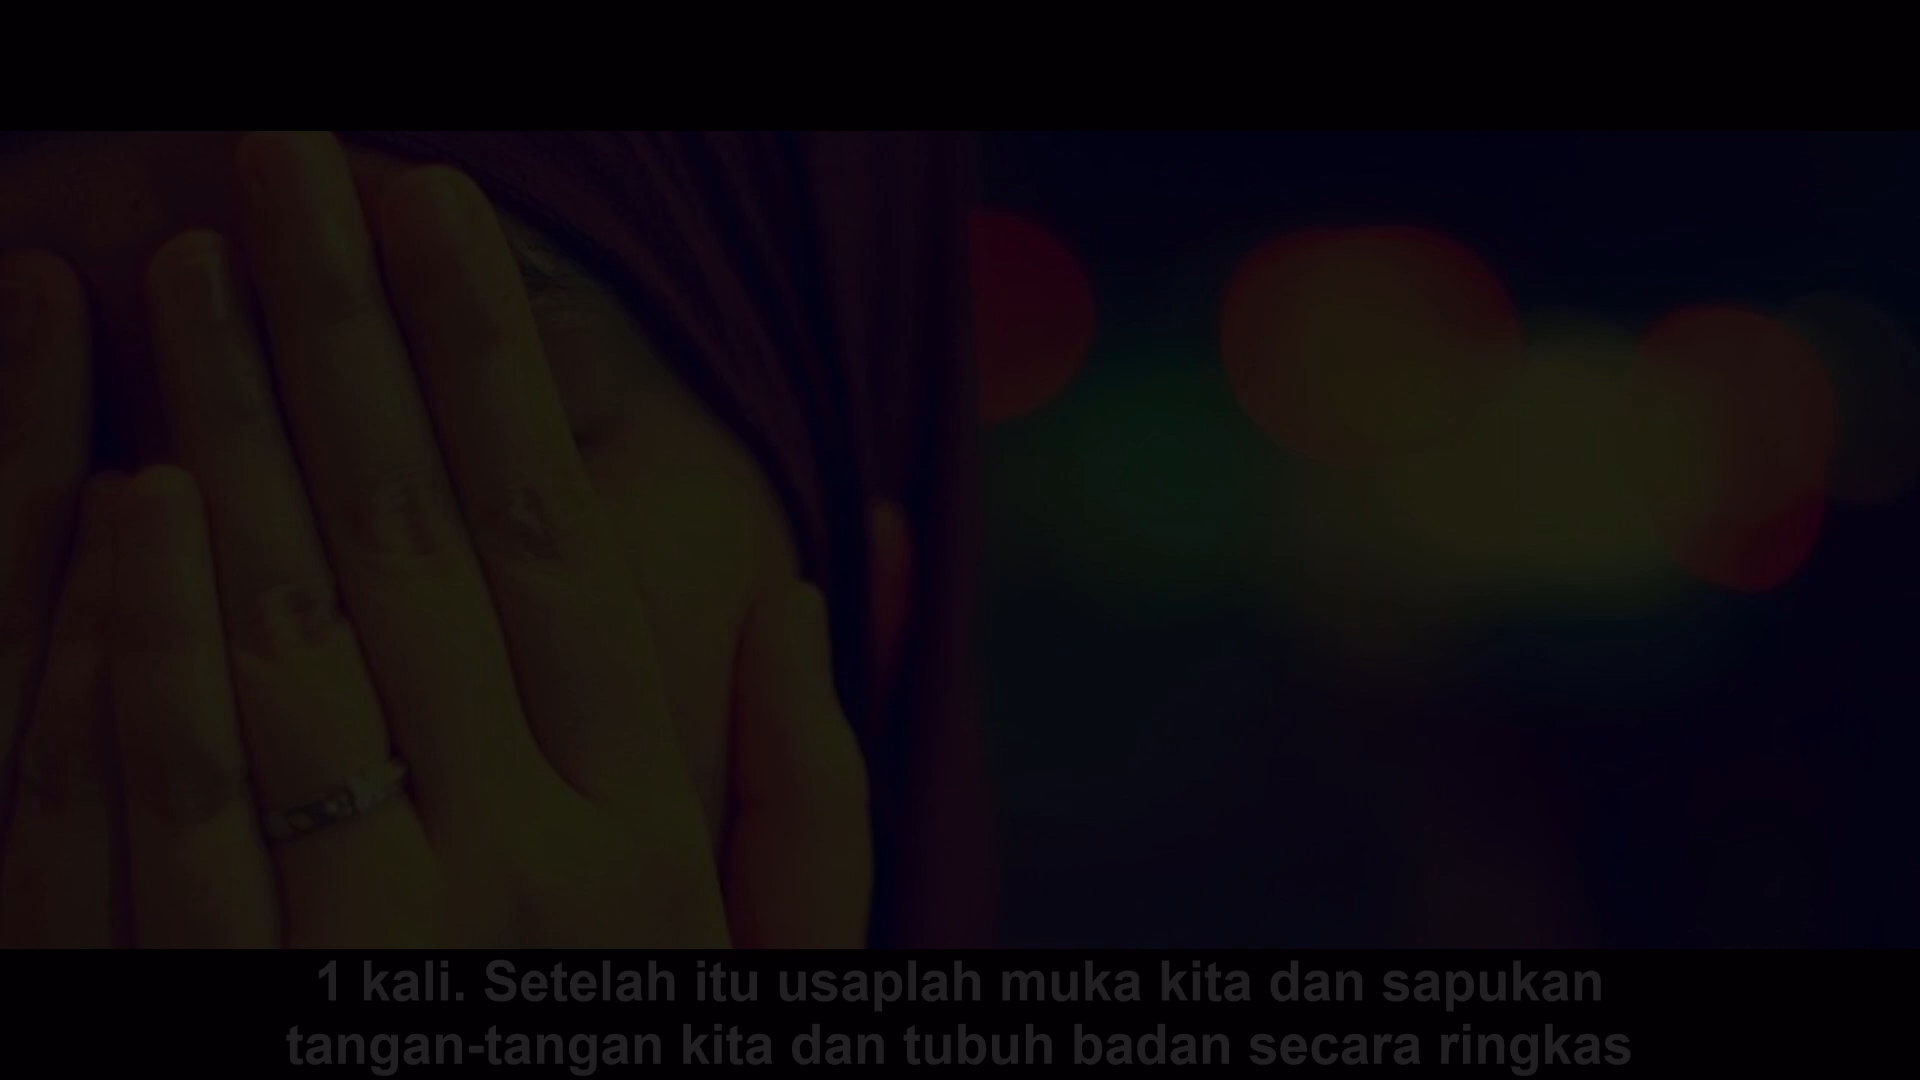 1 kali. Setelah itu usaplah muka kita dan sapukan
tangan-tangan kita dan tubuh badan secara ringkas